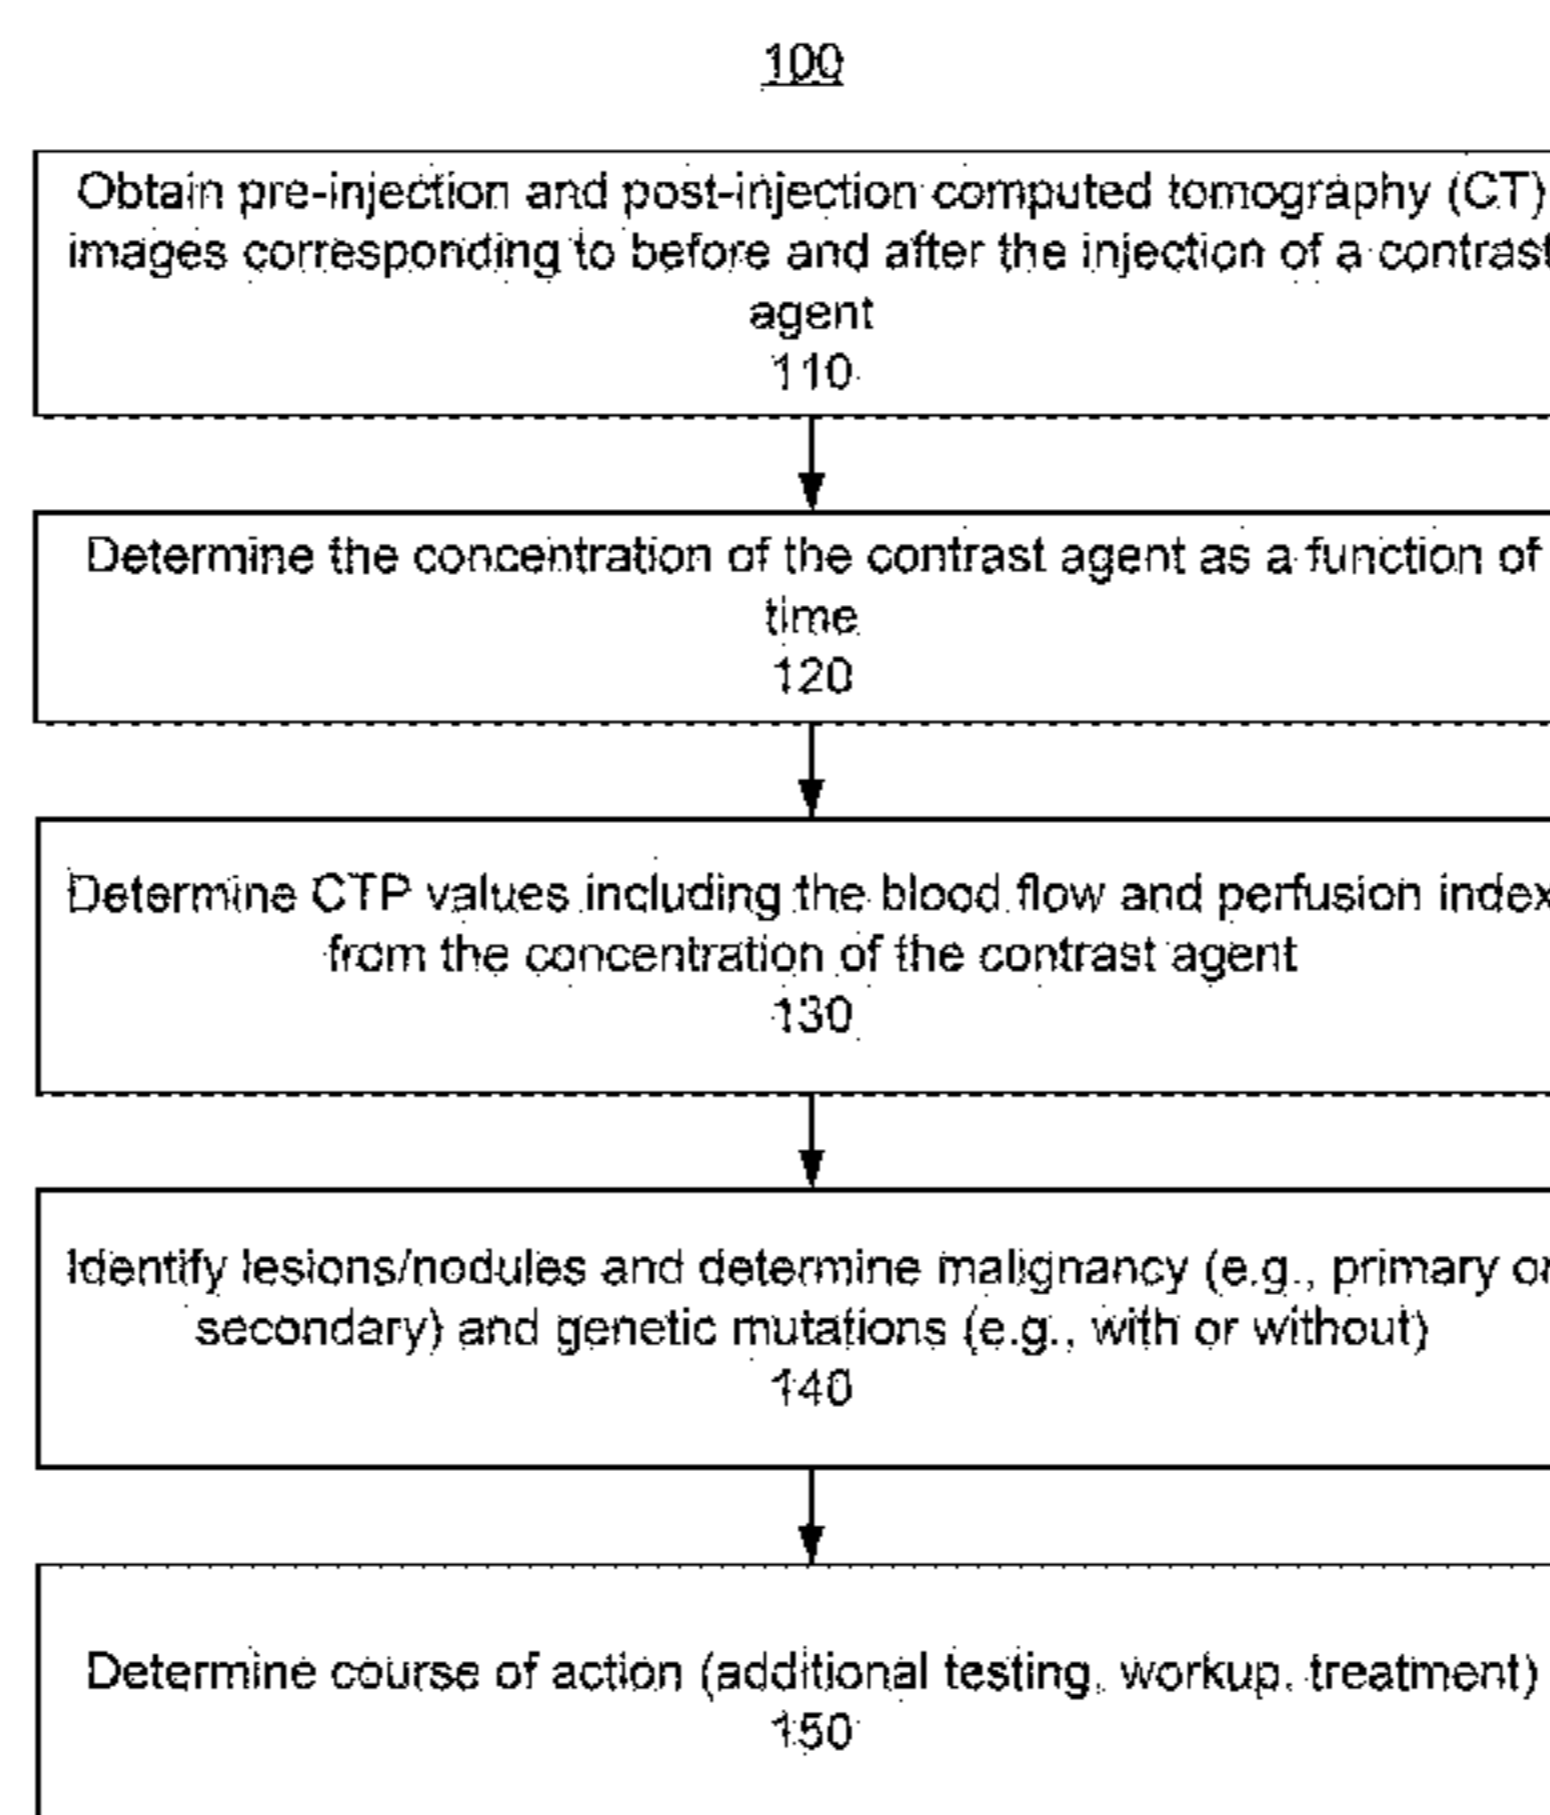 100
Obtain pre-injection and post-injection computed tomography (CT)
images corresponding to before and after the injection of a contrast
agent
110
Determine the concentration of the contrast agent as a function of
time
120
Determine CTP values including the blood flow and perfusion index
from the concentration of the contrast agent
130
Identify lesions/nodules and determine malignancy (e.g., primary or
secondary) and genetic mutations (e.g., with or without)
140
Determine course of action (additional testing, workup, treatment)
150